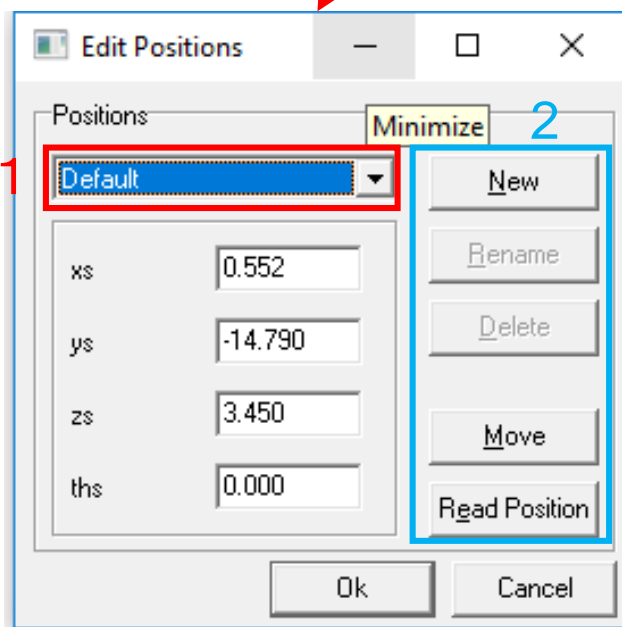 Edit Positions
Positions
Minimize
2
1
Default
New
xs
0.552
Rename
ys
-14.790
Delete
zs
3.450
Move
ths
0.000
Read Position
Ok
Cancel